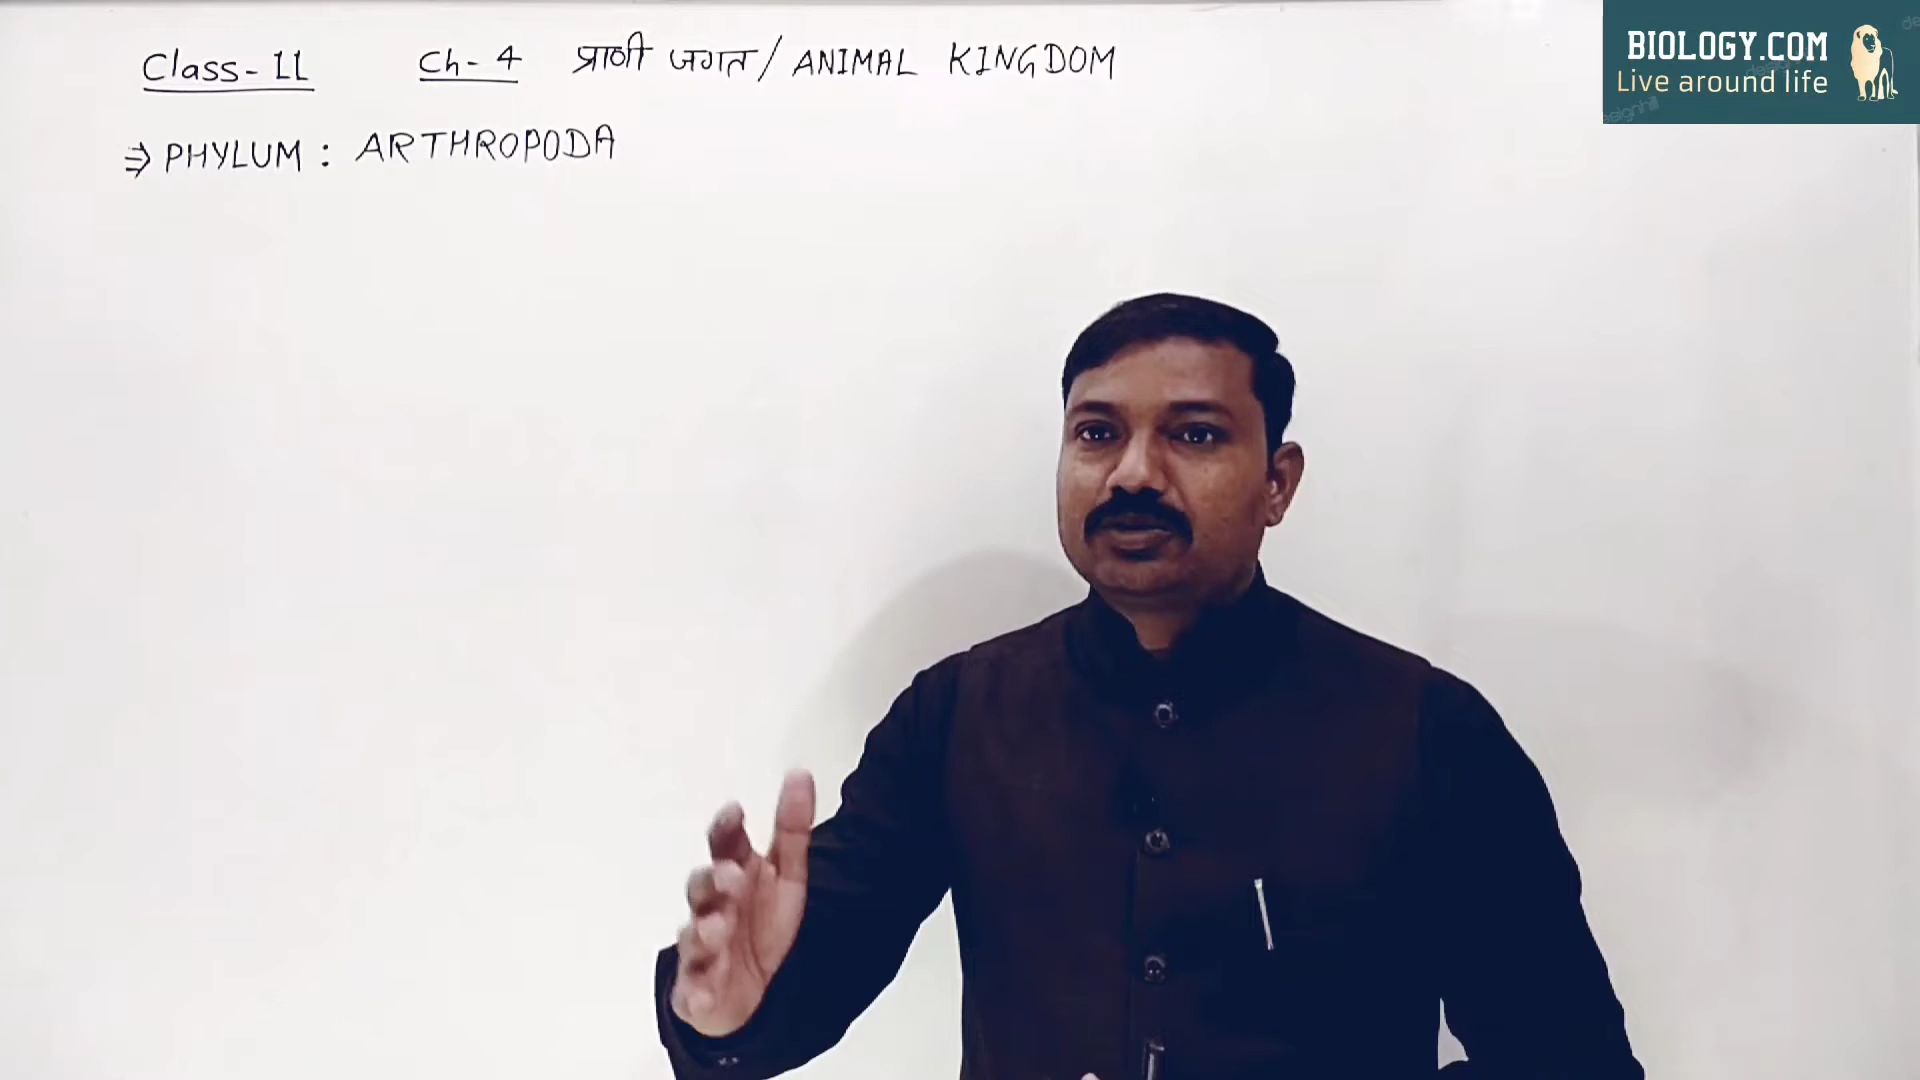 Class-11 Ch-4 प्राणी जगत/ANIMAL KINGDOM
⇒ PHYLUM: ARTHROPODA
BIOLOGY.COM
Live around life